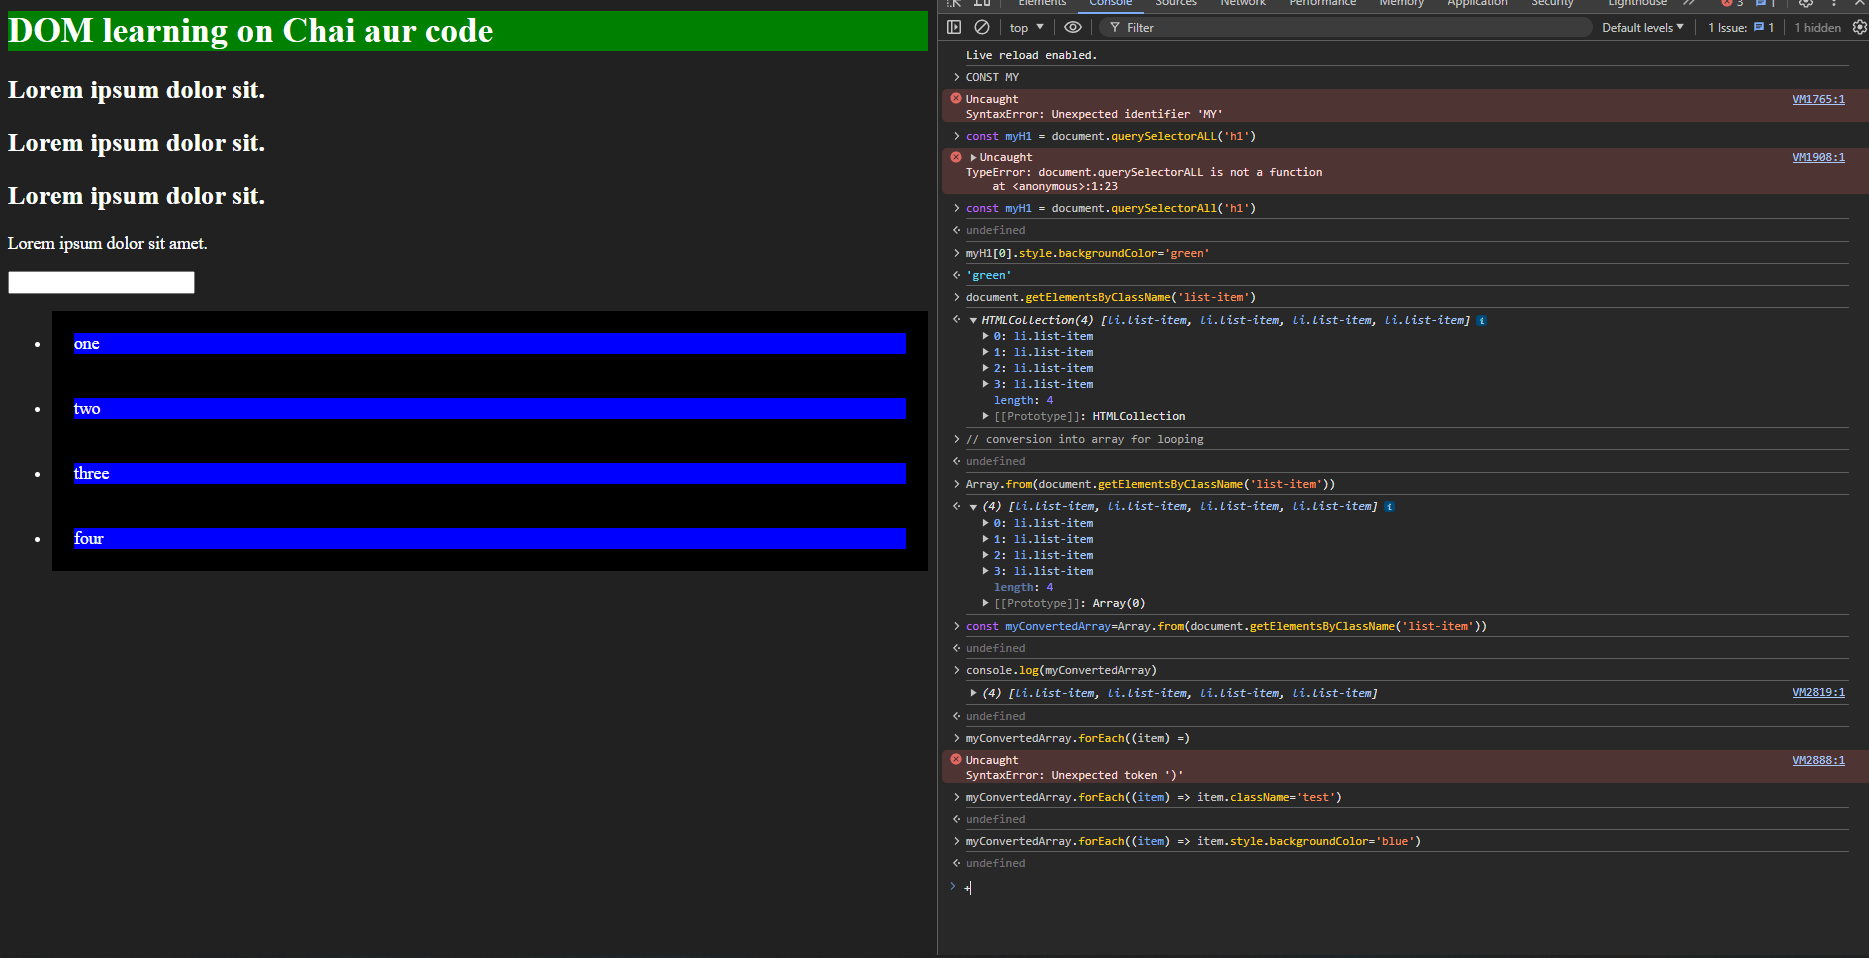 DOM learning on Chai aur code
Lorem ipsum dolor sit.
Lorem ipsum dolor sit.
Lorem ipsum dolor sit.
Lorem ipsum dolor sit amet.
one
two
three
four
Elements Console Sources Network Performance Memory Application Security Lighthouse 3 1
top Filter Default levels 1 Issue: 1 1 hidden
Live reload enabled.
CONST MY
Uncaught VM1765:1
SyntaxError: Unexpected identifier 'MY'
const myH1 = document.querySelectorALL('h1')
Uncaught VM1908:1
TypeError: document.querySelectorALL is not a function
at <anonymous>:1:23
const myH1 = document.querySelectorAll('h1')
undefined
myH1[0].style.backgroundColor='green'
'green'
document.getElementsByClassName('list-item')
HTMLCollection(4) [li.list-item, li.list-item, li.list-item, li.list-item] i
0: li.list-item
1: li.list-item
2: li.list-item
3: li.list-item
length: 4
[[Prototype]]: HTMLCollection
// conversion into array for looping
undefined
Array.from(document.getElementsByClassName('list-item'))
(4) [li.list-item, li.list-item, li.list-item, li.list-item] i
0: li.list-item
1: li.list-item
2: li.list-item
3: li.list-item
length: 4
[[Prototype]]: Array(0)
const myConvertedArray=Array.from(document.getElementsByClassName('list-item'))
undefined
console.log(myConvertedArray)
(4) [li.list-item, li.list-item, li.list-item, li.list-item] VM2819:1
undefined
myConvertedArray.forEach((item) =)
Uncaught VM2888:1
SyntaxError: Unexpected token ')'
myConvertedArray.forEach((item) => item.className='test')
undefined
myConvertedArray.forEach((item) => item.style.backgroundColor='blue')
undefined
+